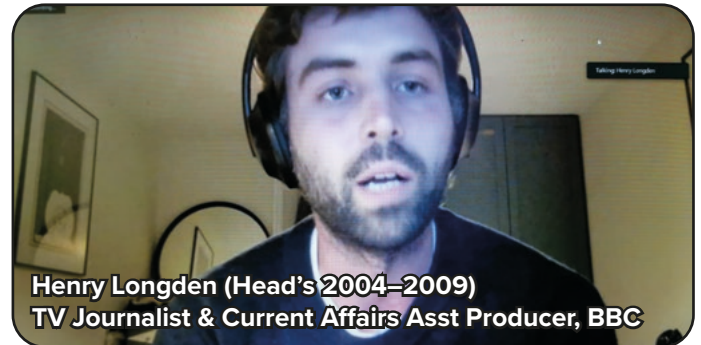 Talking: Henry Longden
Henry Longden (Head's 2004–2009)
TV Journalist & Current Affairs Asst Producer, BBC